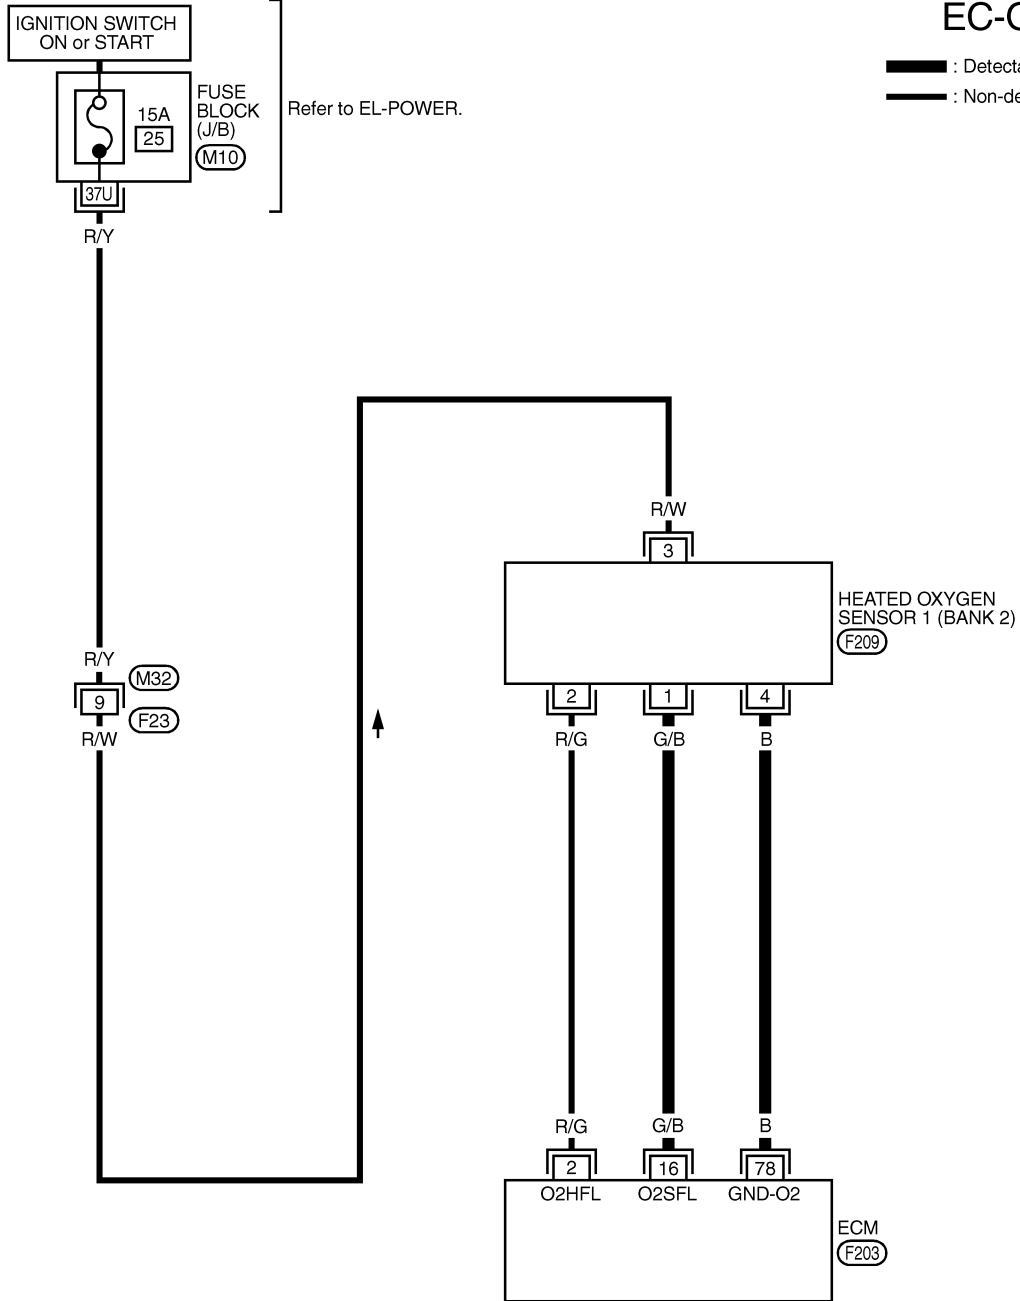 IGNITION SWITCH
ON or START
EC-O
: Detecta
: Non-de
FUSE
BLOCK
(J/B)
M10
15A
25
Refer to EL-POWER.
37U
R/Y
R/W
3
HEATED OXYGEN
SENSOR 1 (BANK 2)
F209
R/Y
M32
9
F23
R/W
2 1 4
R/G G/B B
R/G G/B B
2 16 78
O2HFL O2SFL GND-O2
ECM
F203